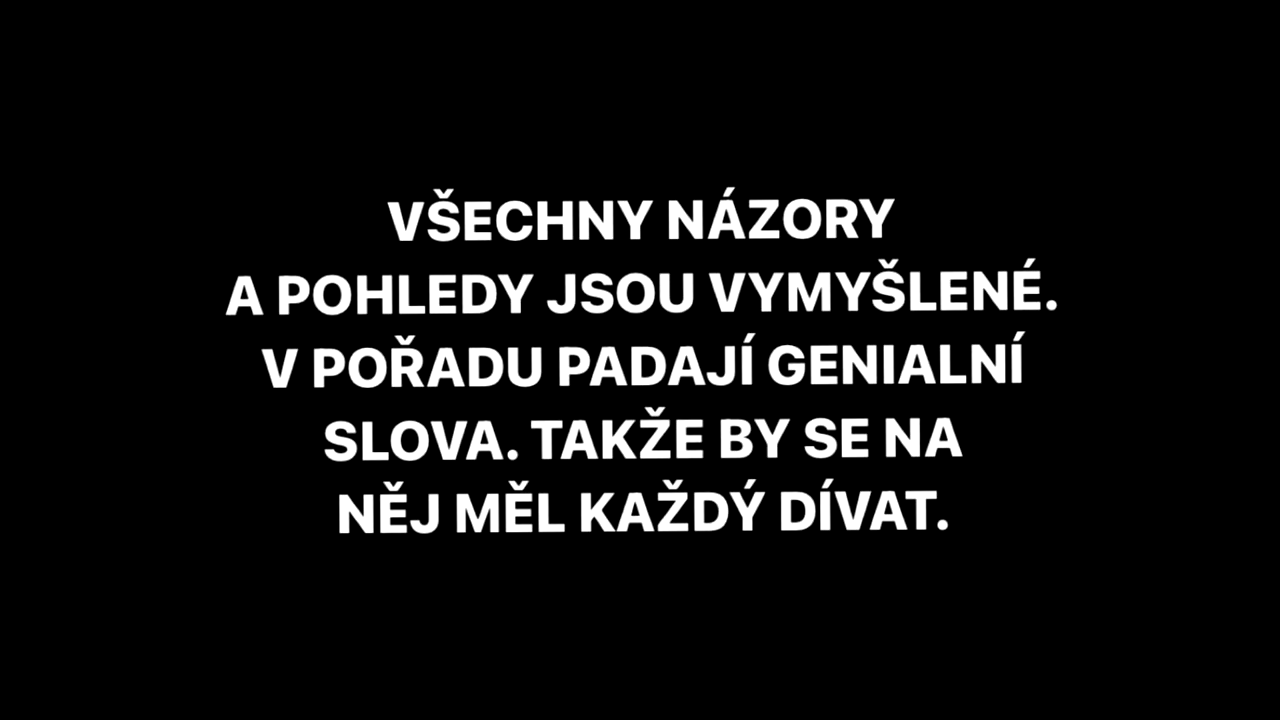 VŠECHNY NÁZORY
A POHLEDY JSOU VYMYŠLENÉ.
V POŘADU PADAJÍ GENIALNÍ
SLOVA. TAKŽE BY SE NA
NĚJ MĚL KAŽDÝ DÍVAT.